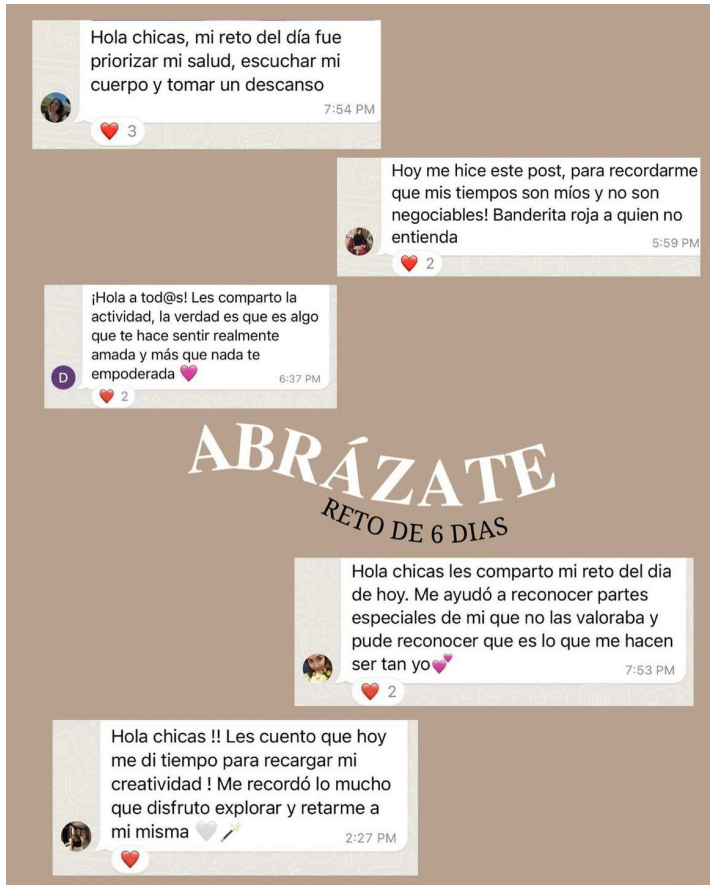 Hola chicas, mi reto del día fue
priorizar mi salud, escuchar mi
cuerpo y tomar un descanso
7:54 PM
❤️ 3
Hoy me hice este post, para recordarme
que mis tiempos son míos y no son
negociables! Banderita roja a quien no
entienda
5:59 PM
❤️ 2
¡Hola a tod@s! Les comparto la
actividad, la verdad es que es algo
que te hace sentir realmente
amada y más que nada te
empoderada 💗
6:37 PM
D
❤️ 2
ABRÁZATE
RETO DE 6 DIAS
Hola chicas les comparto mi reto del dia
de hoy. Me ayudó a reconocer partes
especiales de mi que no las valoraba y
pude reconocer que es lo que me hacen
ser tan yo💕
7:53 PM
❤️ 2
Hola chicas !! Les cuento que hoy
me di tiempo para recargar mi
creatividad ! Me recordó lo mucho
que disfruto explorar y retarme a
mi misma 🤍 🪄
2:27 PM
❤️